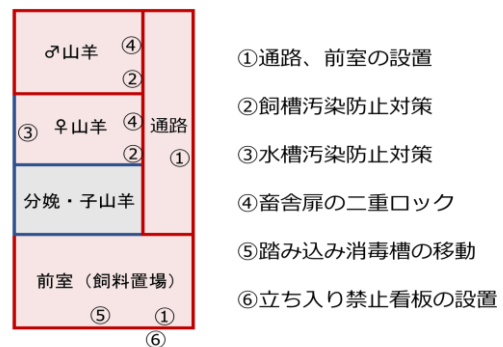 ♂山羊 ④
②
③ ♀山羊 ④
②
通路
①
分娩・子山羊
前室（飼料置場）
⑤ ①
⑥
①通路、前室の設置
②飼槽汚染防止対策
③水槽汚染防止対策
④畜舎扉の二重ロック
⑤踏み込み消毒槽の移動
⑥立ち入り禁止看板の設置